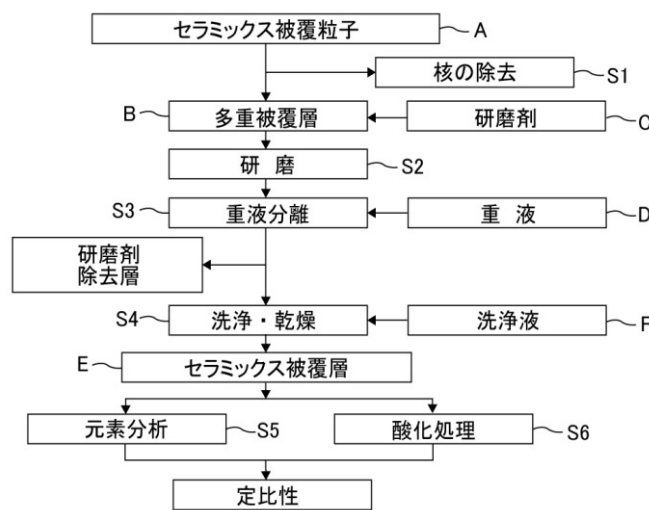 セラミックス被覆粒子
A
核の除去
S1
B
多重被覆層
研磨剤
C
研 磨
S2
S3
重液分離
重 液
D
研磨剤
除去層
S4
洗浄・乾燥
洗浄液
F
E
セラミックス被覆層
元素分析
S5
酸化処理
S6
定比性